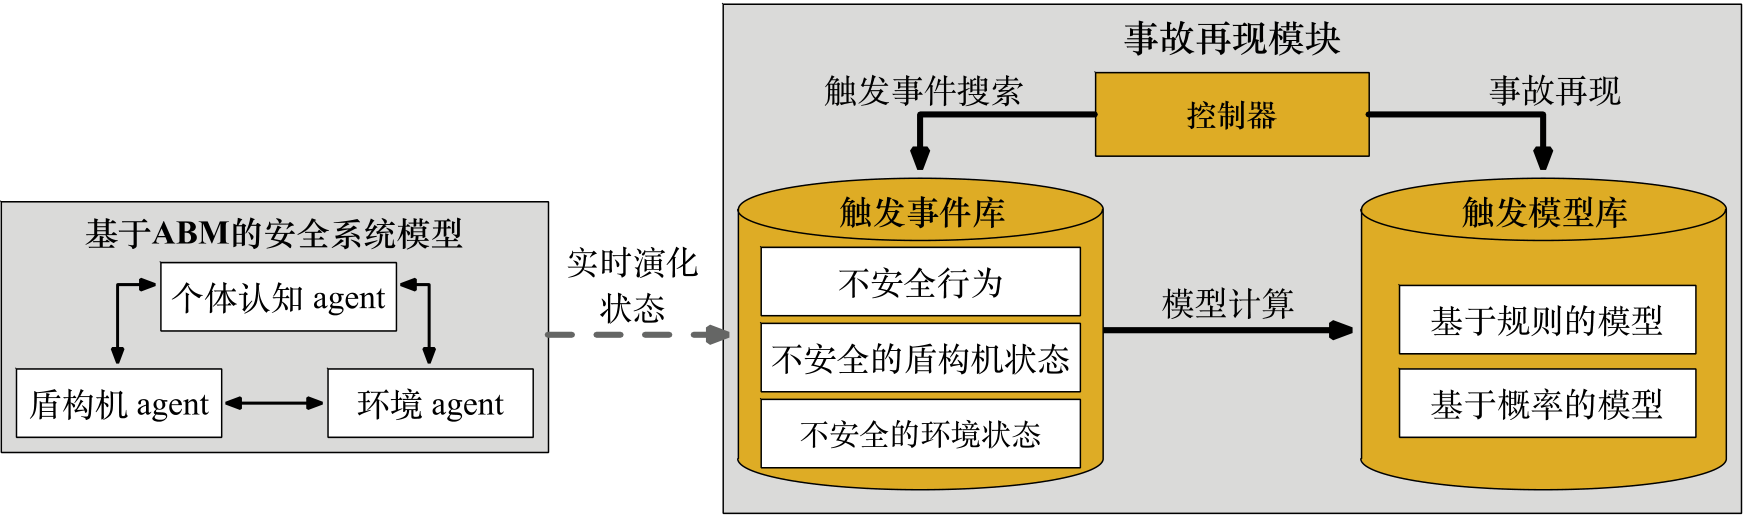 基于ABM的安全系统模型
个体认知 agent
盾构机 agent
环境 agent
实时演化
状态
事故再现模块
触发事件搜索
控制器
事故再现
触发事件库
不安全行为
不安全的盾构机状态
不安全的环境状态
模型计算
触发模型库
基于规则的模型
基于概率的模型